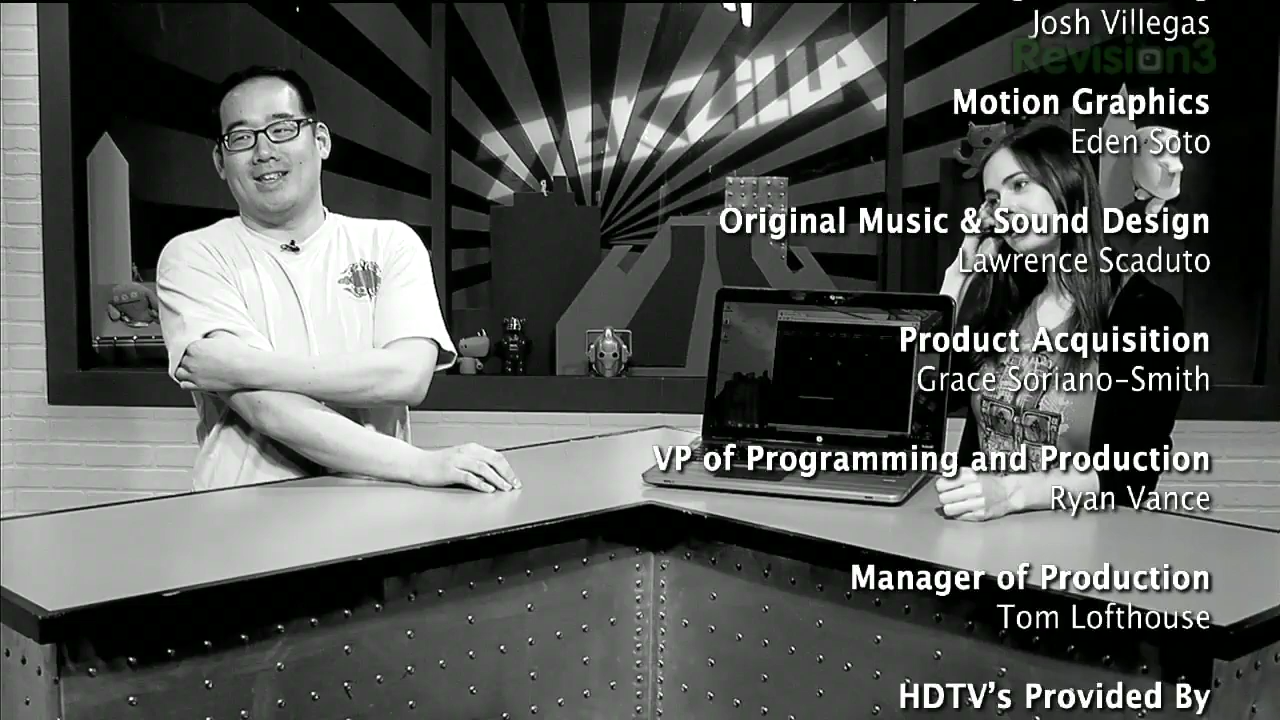 Josh Villegas
Revision3
Motion Graphics
Eden Soto
TEKZiLLA
Original Music & Sound Design
Lawrence Scaduto
Product Acquisition
Grace Soriano-Smith
VP of Programming and Production
Ryan Vance
Manager of Production
Tom Lofthouse
HDTV's Provided By